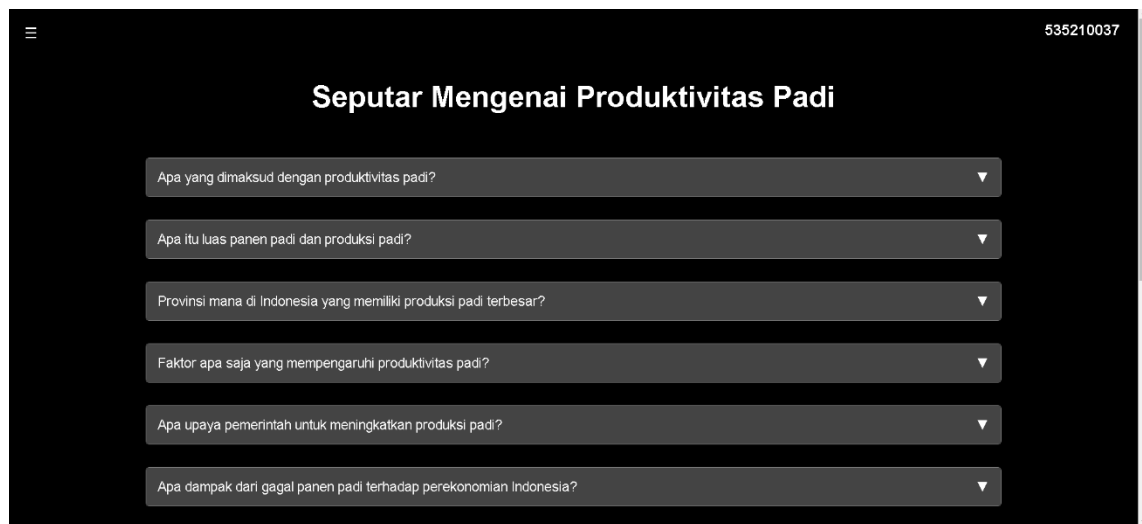 535210037
Seputar Mengenai Produktivitas Padi
Apa yang dimaksud dengan produktivitas padi?
Apa itu luas panen padi dan produksi padi?
Provinsi mana di Indonesia yang memiliki produksi padi terbesar?
Faktor apa saja yang mempengaruhi produktivitas padi?
Apa upaya pemerintah untuk meningkatkan produksi padi?
Apa dampak dari gagal panen padi terhadap perekonomian Indonesia?